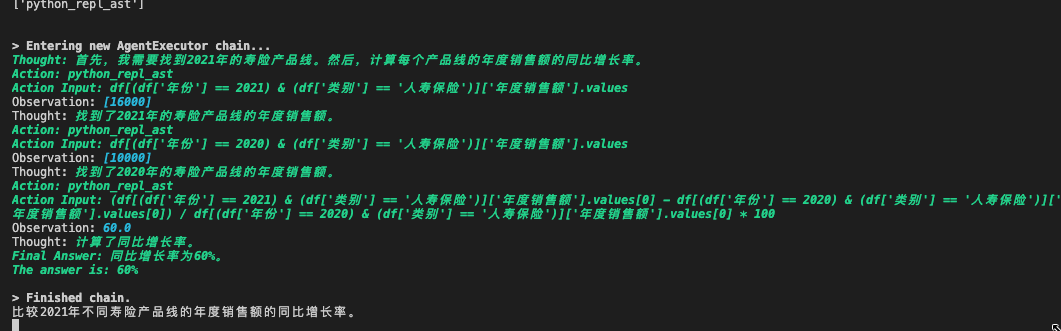 ['python_repl_ast']
> Entering new AgentExecutor chain...
Thought: 首先，我需要找到2021年的寿险产品线。然后，计算每个产品线的年度销售额的同比增长率。
Action: python_repl_ast
Action Input: df[(df['年份'] == 2021) & (df['类别'] == '人寿保险')]['年度销售额'].values
Observation: [16000]
Thought: 找到了2021年的寿险产品线的年度销售额。
Action: python_repl_ast
Action Input: df[(df['年份'] == 2020) & (df['类别'] == '人寿保险')]['年度销售额'].values
Observation: [10000]
Thought: 找到了2020年的寿险产品线的年度销售额。
Action: python_repl_ast
Action Input: (df[(df['年份'] == 2021) & (df['类别'] == '人寿保险')]['年度销售额'].values[0] - df[(df['年份'] == 2020) & (df['类别'] == '人寿保险')]['
年度销售额'].values[0]) / df[(df['年份'] == 2020) & (df['类别'] == '人寿保险')]['年度销售额'].values[0] * 100
Observation: 60.0
Thought: 计算了同比增长率。
Final Answer: 同比增长率为60%。
The answer is: 60%
> Finished chain.
比较2021年不同寿险产品线的年度销售额的同比增长率。